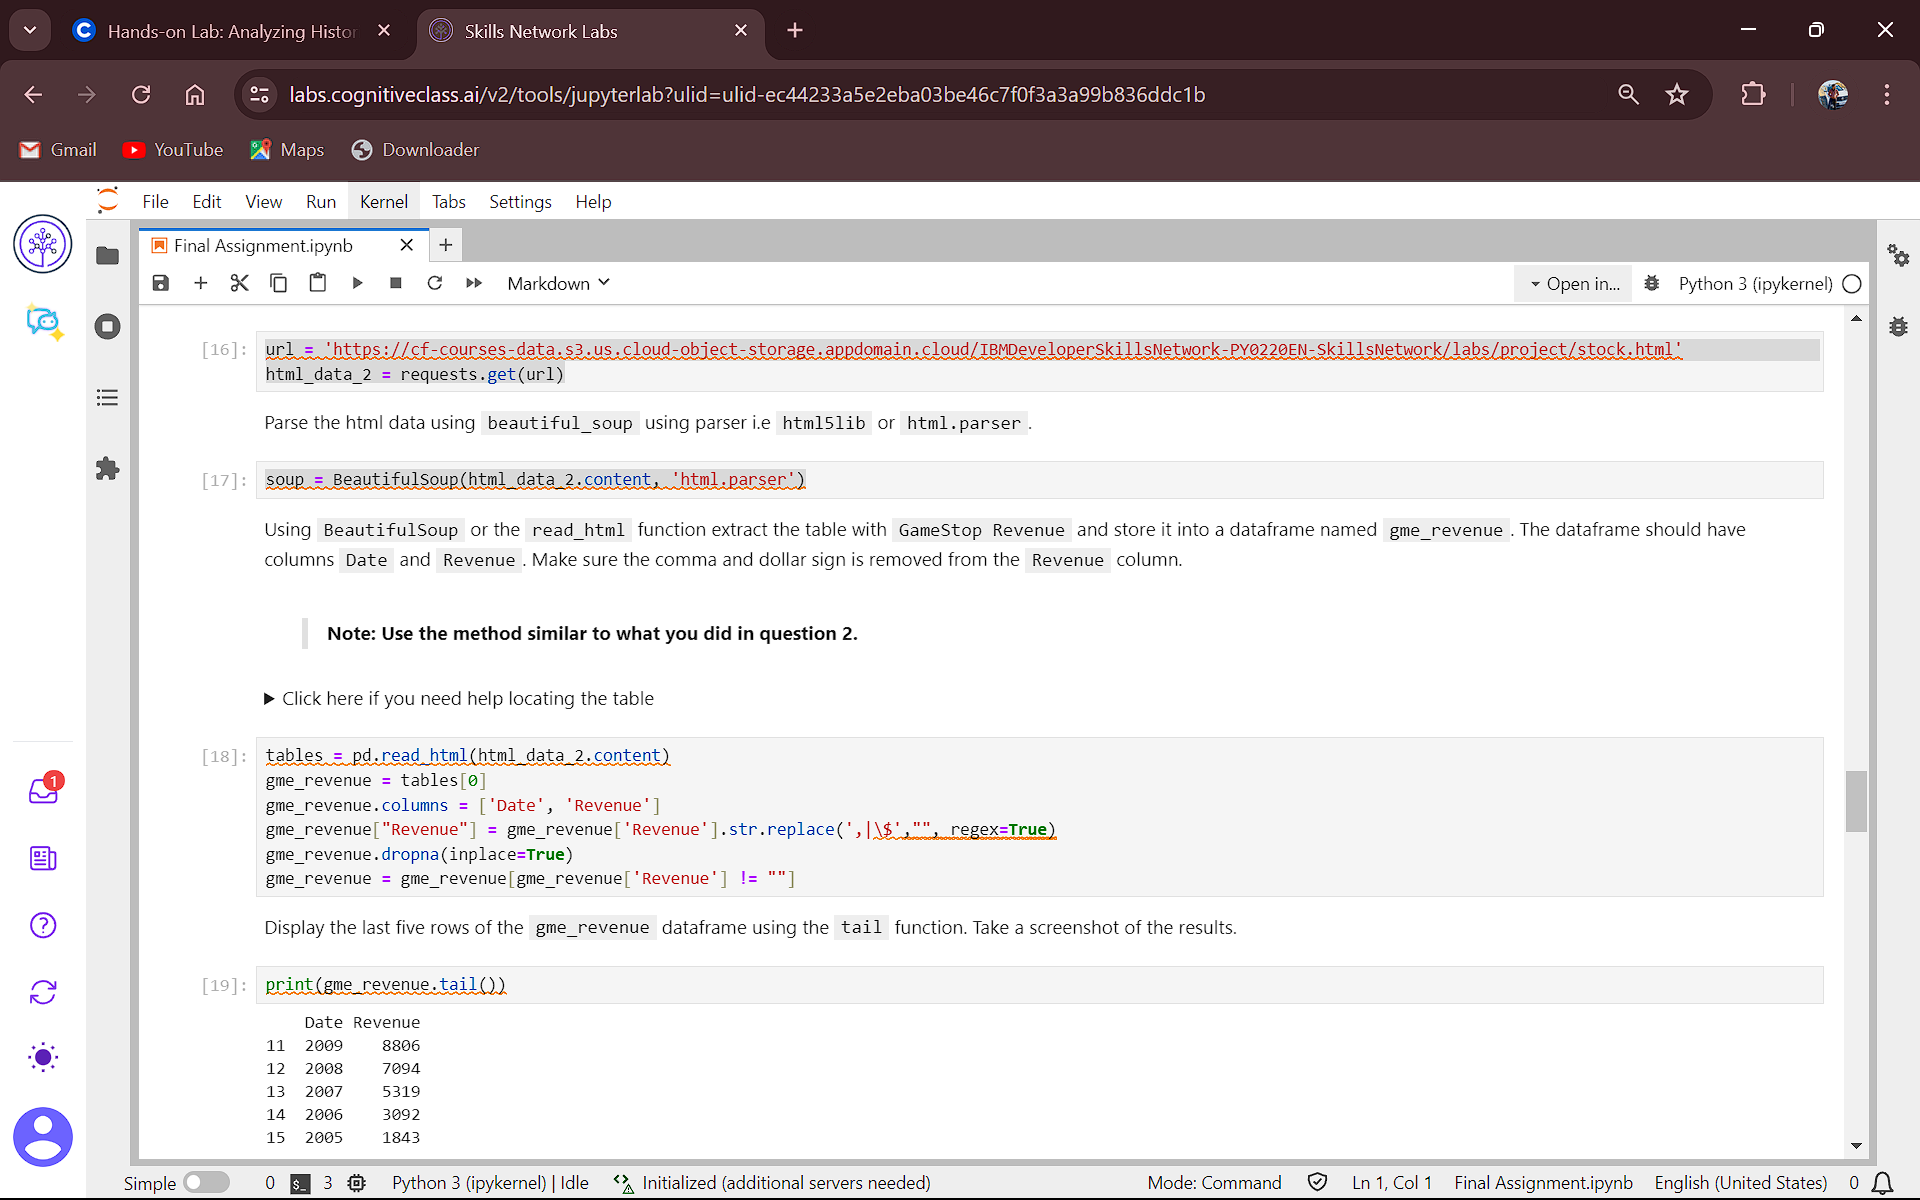 Hands-on Lab: Analyzing Histor
Skills Network Labs
labs.cognitiveclass.ai/v2/tools/jupyterlab?ulid=ulid-ec44233a5e2eba03be46c7f0f3a3a99b836ddc1b
Gmail YouTube Maps Downloader
File Edit View Run Kernel Tabs Settings Help
Final Assignment.ipynb
Markdown Open in... Python 3 (ipykernel)
[16]: url = 'https://cf-courses-data.s3.us.cloud-object-storage.appdomain.cloud/IBMDeveloperSkillsNetwork-PY0220EN-SkillsNetwork/labs/project/stock.html'
html_data_2 = requests.get(url)
Parse the html data using beautiful_soup using parser i.e html5lib or html.parser .
[17]: soup = BeautifulSoup(html_data_2.content, 'html.parser')
Using BeautifulSoup or the read_html function extract the table with GameStop Revenue and store it into a dataframe named gme_revenue . The dataframe should have
columns Date and Revenue . Make sure the comma and dollar sign is removed from the Revenue column.
Note: Use the method similar to what you did in question 2.
Click here if you need help locating the table
[18]: tables = pd.read_html(html_data_2.content)
gme_revenue = tables[0]
gme_revenue.columns = ['Date', 'Revenue']
gme_revenue["Revenue"] = gme_revenue['Revenue'].str.replace(',|\$',"", regex=True)
gme_revenue.dropna(inplace=True)
gme_revenue = gme_revenue[gme_revenue['Revenue'] != ""]
Display the last five rows of the gme_revenue dataframe using the tail function. Take a screenshot of the results.
[19]: print(gme_revenue.tail())
Date Revenue
11 2009 8806
12 2008 7094
13 2007 5319
14 2006 3092
15 2005 1843
1
Simple 0 $_ 3 Python 3 (ipykernel) | Idle Initialized (additional servers needed) Mode: Command Ln 1, Col 1 Final Assignment.ipynb English (United States) 0